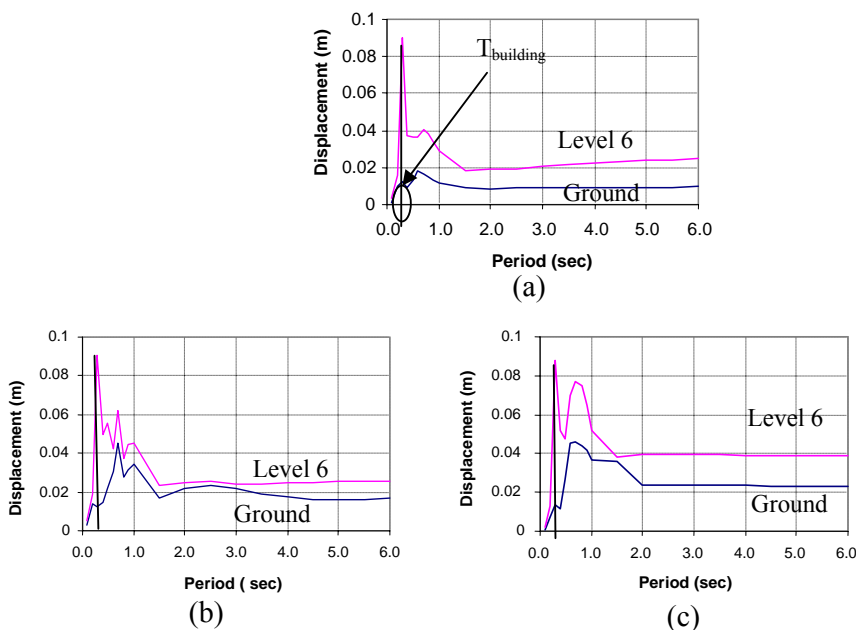 0.1
0.08
0.06
0.04
0.02
0
Displacement (m)
T building
Level 6
Ground
0.0 1.0 2.0 3.0 4.0 5.0 6.0
Period (sec)
(a)
0.1
0.08
0.06
0.04
0.02
0
Displacement (m)
Level 6
Ground
0.0 1.0 2.0 3.0 4.0 5.0 6.0
Period ( sec)
(b)
0.1
0.08
0.06
0.04
0.02
0
Displacement (m)
Level 6
Ground
0.0 1.0 2.0 3.0 4.0 5.0 6.0
Period (sec)
(c)